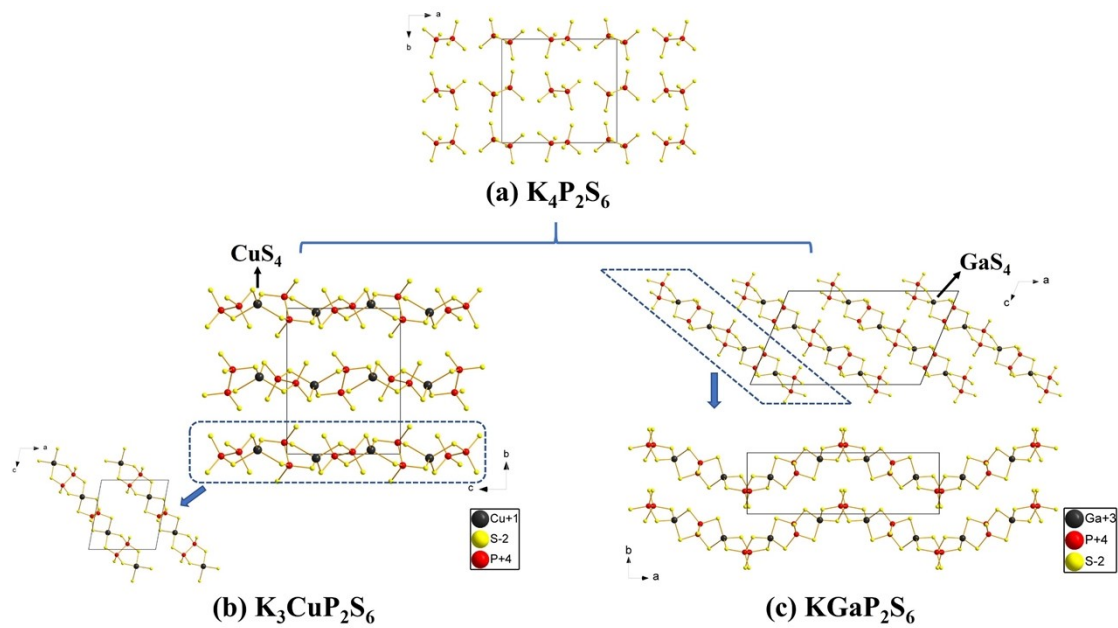 a
b
(a) K₄P₂S₆
CuS₄
GaS₄
a
c
b
c
a
c
Cu+1
S-2
P+4
Ga+3
P+4
S-2
b
a
(b) K₃CuP₂S₆
(c) KGaP₂S₆